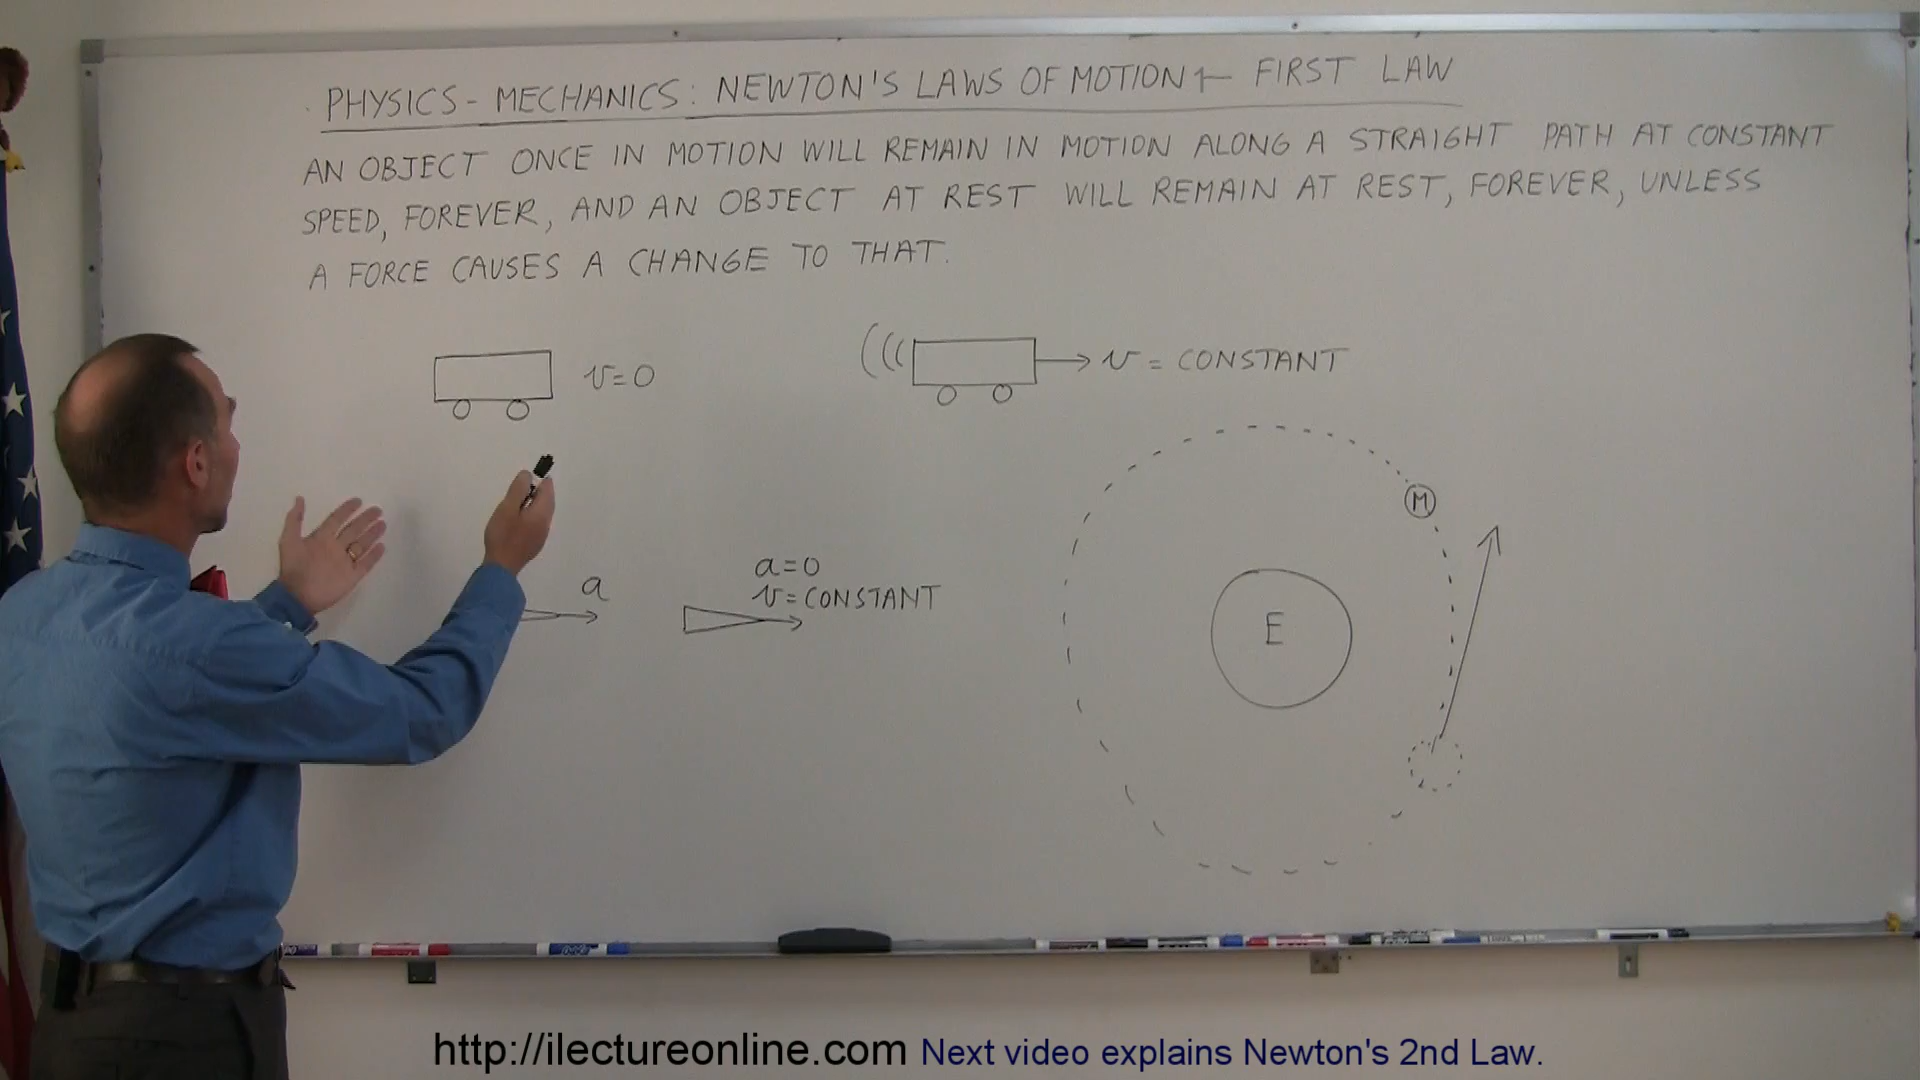 PHYSICS - MECHANICS: NEWTON'S LAWS OF MOTION - FIRST LAW
AN OBJECT ONCE IN MOTION WILL REMAIN IN MOTION ALONG A STRAIGHT PATH AT CONSTANT
SPEED, FOREVER, AND AN OBJECT AT REST WILL REMAIN AT REST, FOREVER, UNLESS
A FORCE CAUSES A CHANGE TO THAT.
v=0
v = CONSTANT
M
a
a=0
v=CONSTANT
E
http://ilectureonline.com Next video explains Newton's 2nd Law.